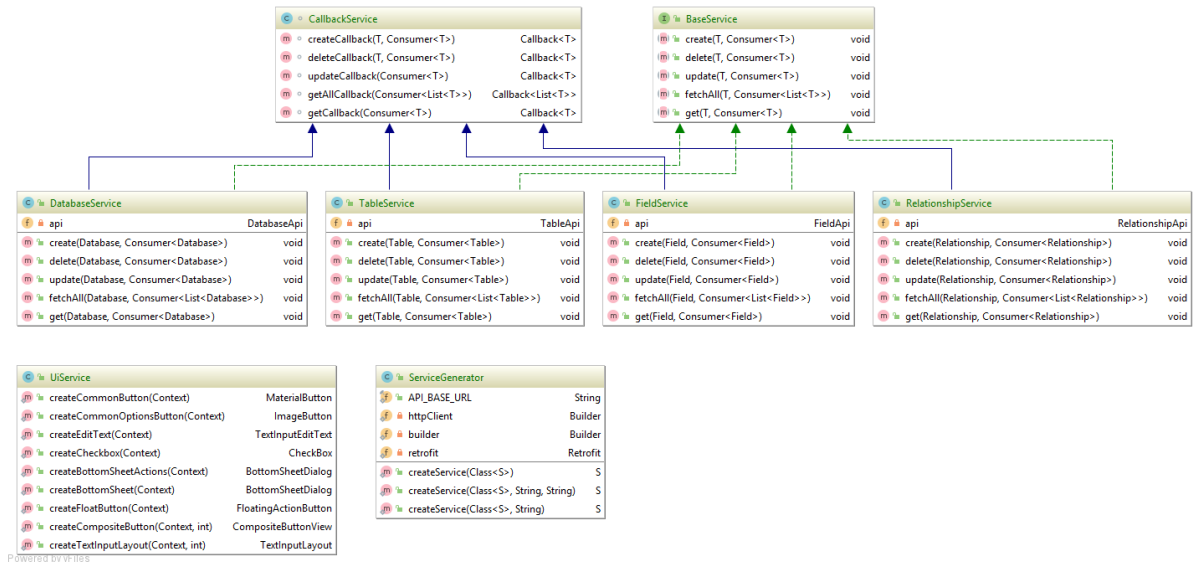 CallbackService
createCallback(T, Consumer<T>) Callback<T>
deleteCallback(T, Consumer<T>) Callback<T>
updateCallback(Consumer<T>) Callback<T>
getAllCallback(Consumer<List<T>>) Callback<List<T>>
getCallback(Consumer<T>) Callback<T>
BaseService
create(T, Consumer<T>) void
delete(T, Consumer<T>) void
update(T, Consumer<T>) void
fetchAll(T, Consumer<List<T>>) void
get(T, Consumer<T>) void
DatabaseService
api DatabaseApi
create(Database, Consumer<Database>) void
delete(Database, Consumer<Database>) void
update(Database, Consumer<Database>) void
fetchAll(Database, Consumer<List<Database>>) void
get(Database, Consumer<Database>) void
TableService
api TableApi
create(Table, Consumer<Table>) void
delete(Table, Consumer<Table>) void
update(Table, Consumer<Table>) void
fetchAll(Table, Consumer<List<Table>>) void
get(Table, Consumer<Table>) void
FieldService
api FieldApi
create(Field, Consumer<Field>) void
delete(Field, Consumer<Field>) void
update(Field, Consumer<Field>) void
fetchAll(Field, Consumer<List<Field>>) void
get(Field, Consumer<Field>) void
RelationshipService
api RelationshipApi
create(Relationship, Consumer<Relationship>) void
delete(Relationship, Consumer<Relationship>) void
update(Relationship, Consumer<Relationship>) void
fetchAll(Relationship, Consumer<List<Relationship>>) void
get(Relationship, Consumer<Relationship>) void
UiService
createCommonButton(Context) MaterialButton
createCommonOptionsButton(Context) ImageButton
createEditText(Context) TextInputEditText
createCheckbox(Context) CheckBox
createBottomSheetActions(Context) BottomSheetDialog
createBottomSheet(Context) BottomSheetDialog
createFloatButton(Context) FloatingActionButton
createCompositeButton(Context, int) CompositeButtonView
createTextInputLayout(Context, int) TextInputLayout
ServiceGenerator
API_BASE_URL String
httpClient Builder
builder Builder
retrofit Retrofit
createService(Class<S>) S
createService(Class<S>, String, String) S
createService(Class<S>, String) S
Powered by yFiles